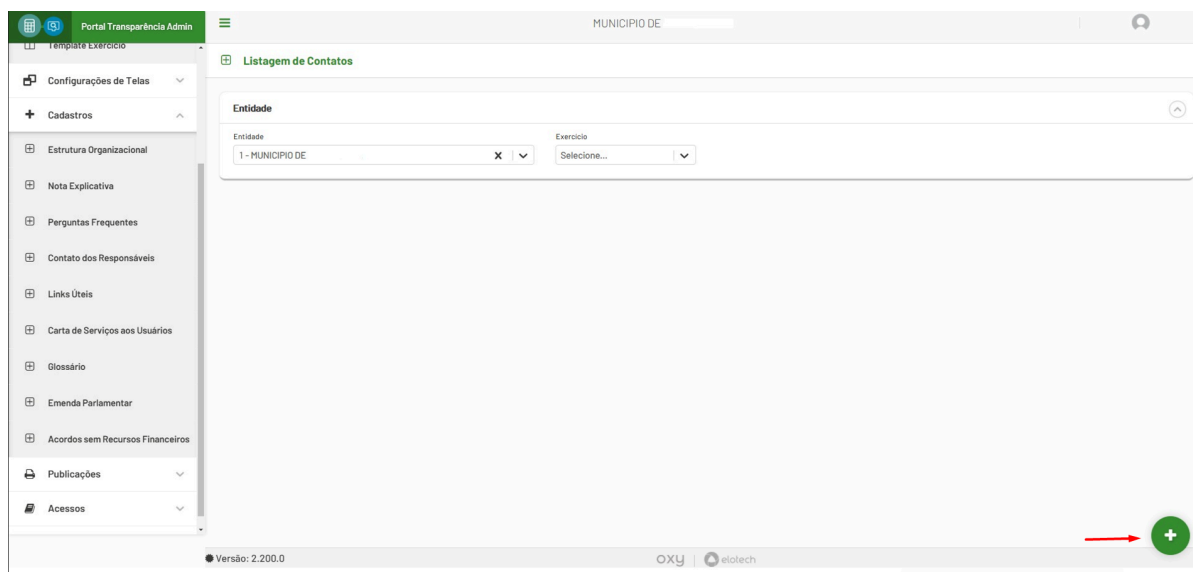 Portal Transparência Admin
MUNICIPIO DE
Template Exercício
Configurações de Telas
Cadastros
Estrutura Organizacional
Nota Explicativa
Perguntas Frequentes
Contato dos Responsáveis
Links Úteis
Carta de Serviços aos Usuários
Glossário
Emenda Parlamentar
Acordos sem Recursos Financeiros
Publicações
Acessos
Listagem de Contatos
Entidade
Entidade
Exercício
1 - MUNICIPIO DE
Selecione...
Versão: 2.200.0
oxy
elotech